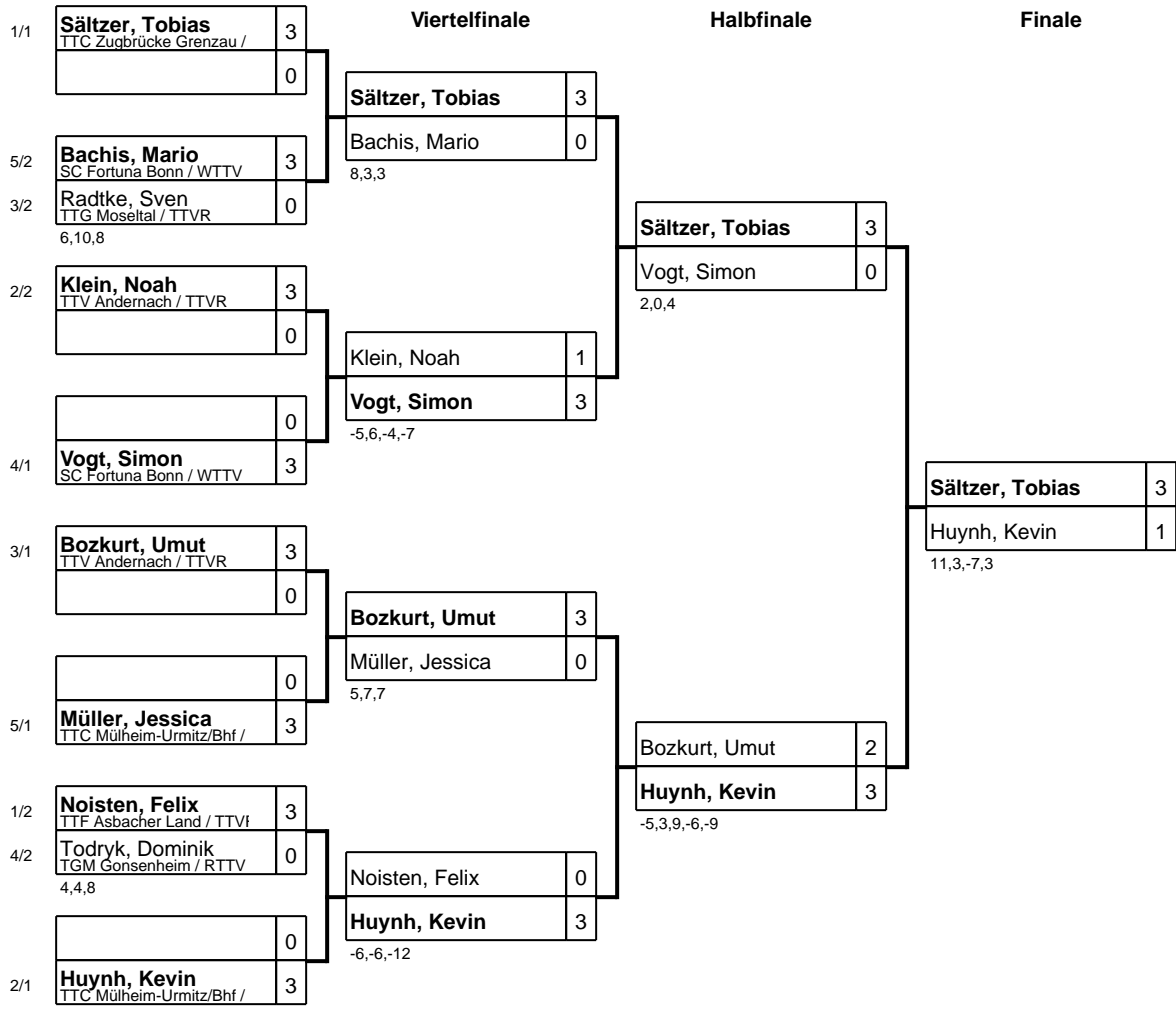 Viertelfinale
Halbfinale
Finale
1/1
Sältzer, Tobias 3
TTC Zugbrücke Grenzau /
0
5/2
Bachis, Mario 3
SC Fortuna Bonn / WTTV
3/2
Radtke, Sven 0
TTG Moseltal / TTVR
6,10,8
2/2
Klein, Noah 3
TTV Andernach / TTVR
0
0
4/1
Vogt, Simon 3
SC Fortuna Bonn / WTTV
3/1
Bozkurt, Umut 3
TTV Andernach / TTVR
0
0
5/1
Müller, Jessica 3
TTC Mülheim-Urmitz/Bhf /
1/2
Noisten, Felix 3
TTF Asbacher Land / TTVF
4/2
Todryk, Dominik 0
TGM Gonsenheim / RTTV
4,4,8
0
2/1
Huynh, Kevin 3
TTC Mülheim-Urmitz/Bhf /
Sältzer, Tobias 3
Bachis, Mario 0
8,3,3
Klein, Noah 1
Vogt, Simon 3
-5,6,-4,-7
Bozkurt, Umut 3
Müller, Jessica 0
5,7,7
Noisten, Felix 0
Huynh, Kevin 3
-6,-6,-12
Sältzer, Tobias 3
Vogt, Simon 0
2,0,4
Bozkurt, Umut 2
Huynh, Kevin 3
-5,3,9,-6,-9
Sältzer, Tobias 3
Huynh, Kevin 1
11,3,-7,3